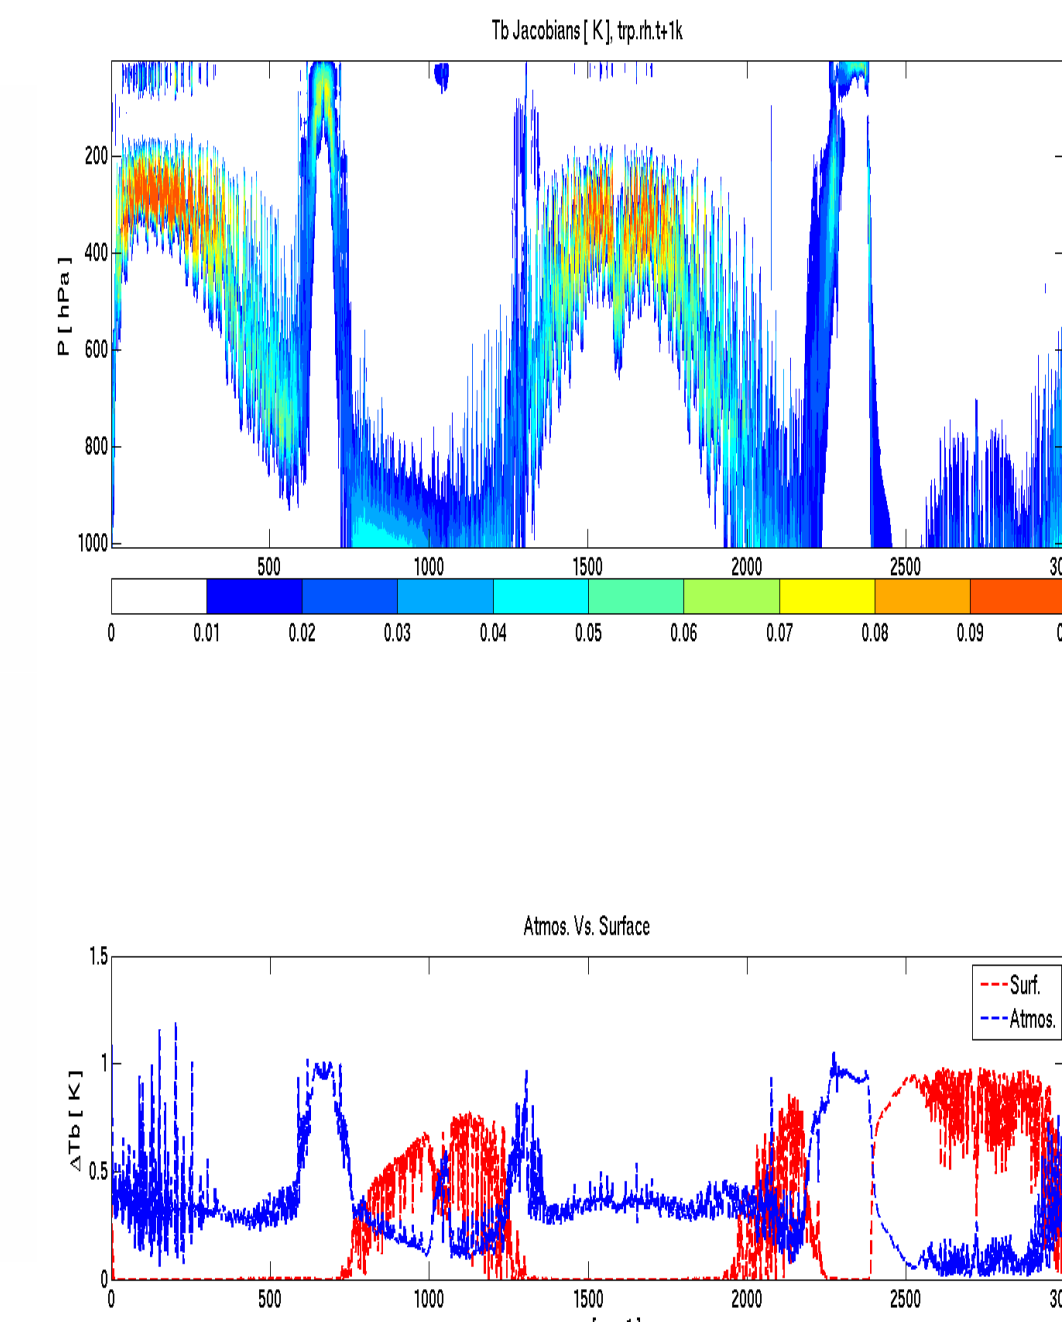 Tb Jacobians [ K ], trp.rh.t+1k
P [ hPa ]
200
400
600
800
1000
500 1000 1500 2000 2500
0 0.01 0.02 0.03 0.04 0.05 0.06 0.07 0.08 0.09
Atmos. Vs. Surface
ΔTb [ K ]
1.5
1
0.5
0
Surf.
Atmos.
0 500 1000 1500 2000 2500